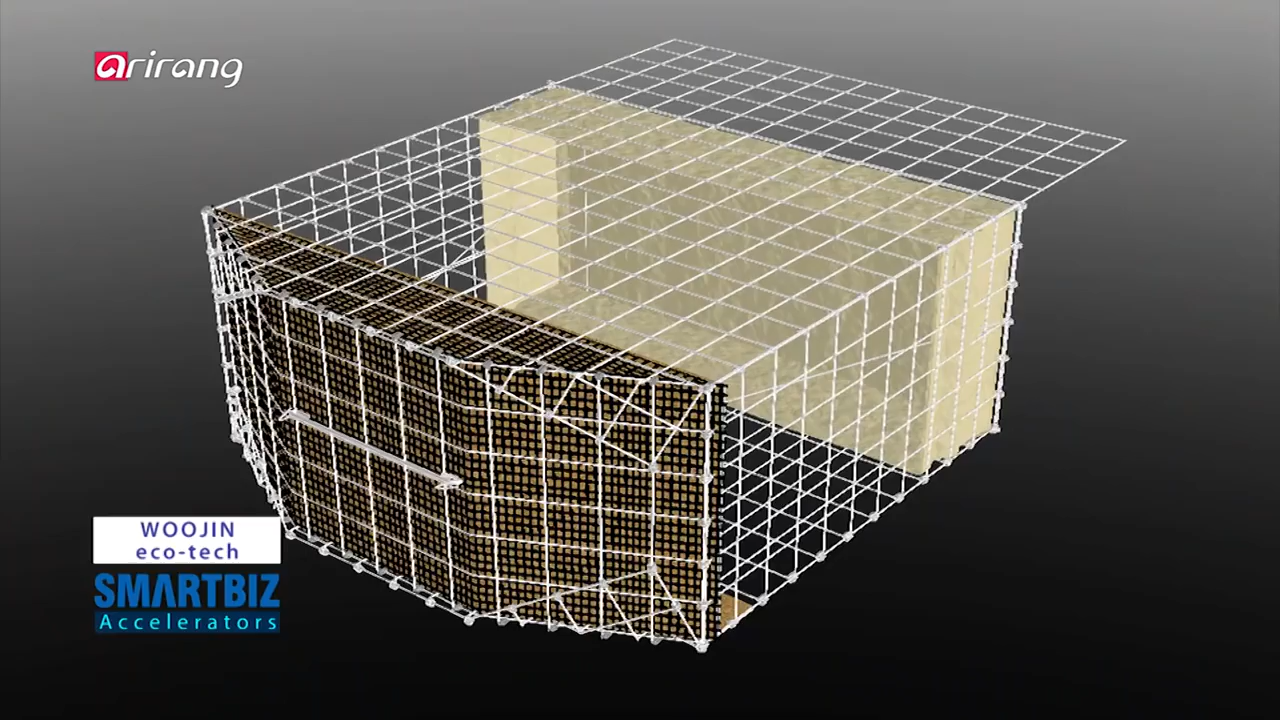 arirang
WOOJIN
eco-tech
SMARTBIZ
Accelerators